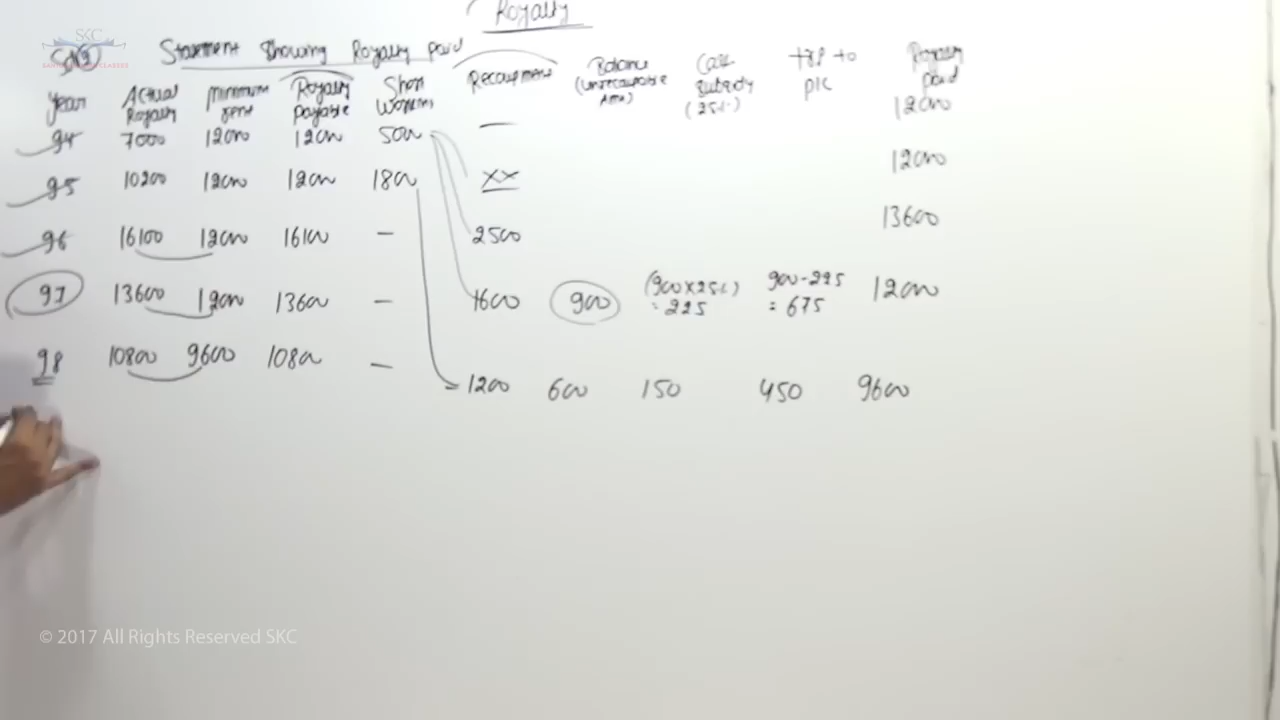 Royalty
SKC
Statement Showing Royalty paid
Year Actual Royalty minimum rent Royalty payable Short Workings Recoupment Balance (unrecoupable Amt) Cash Subsidy (25%) trf to P/L Royalty paid
94 7000 12000 12000 5000 — 12000
95 10200 12000 12000 1800 xx 12000
96 16100 12000 16100 — 2500 13600
97 13600 12000 13600 — 1600 900 (900x25%) = 225 900-225 = 675 12000
98 10800 9600 10800 — 1200 600 150 450 9600
© 2017 All Rights Reserved SKC